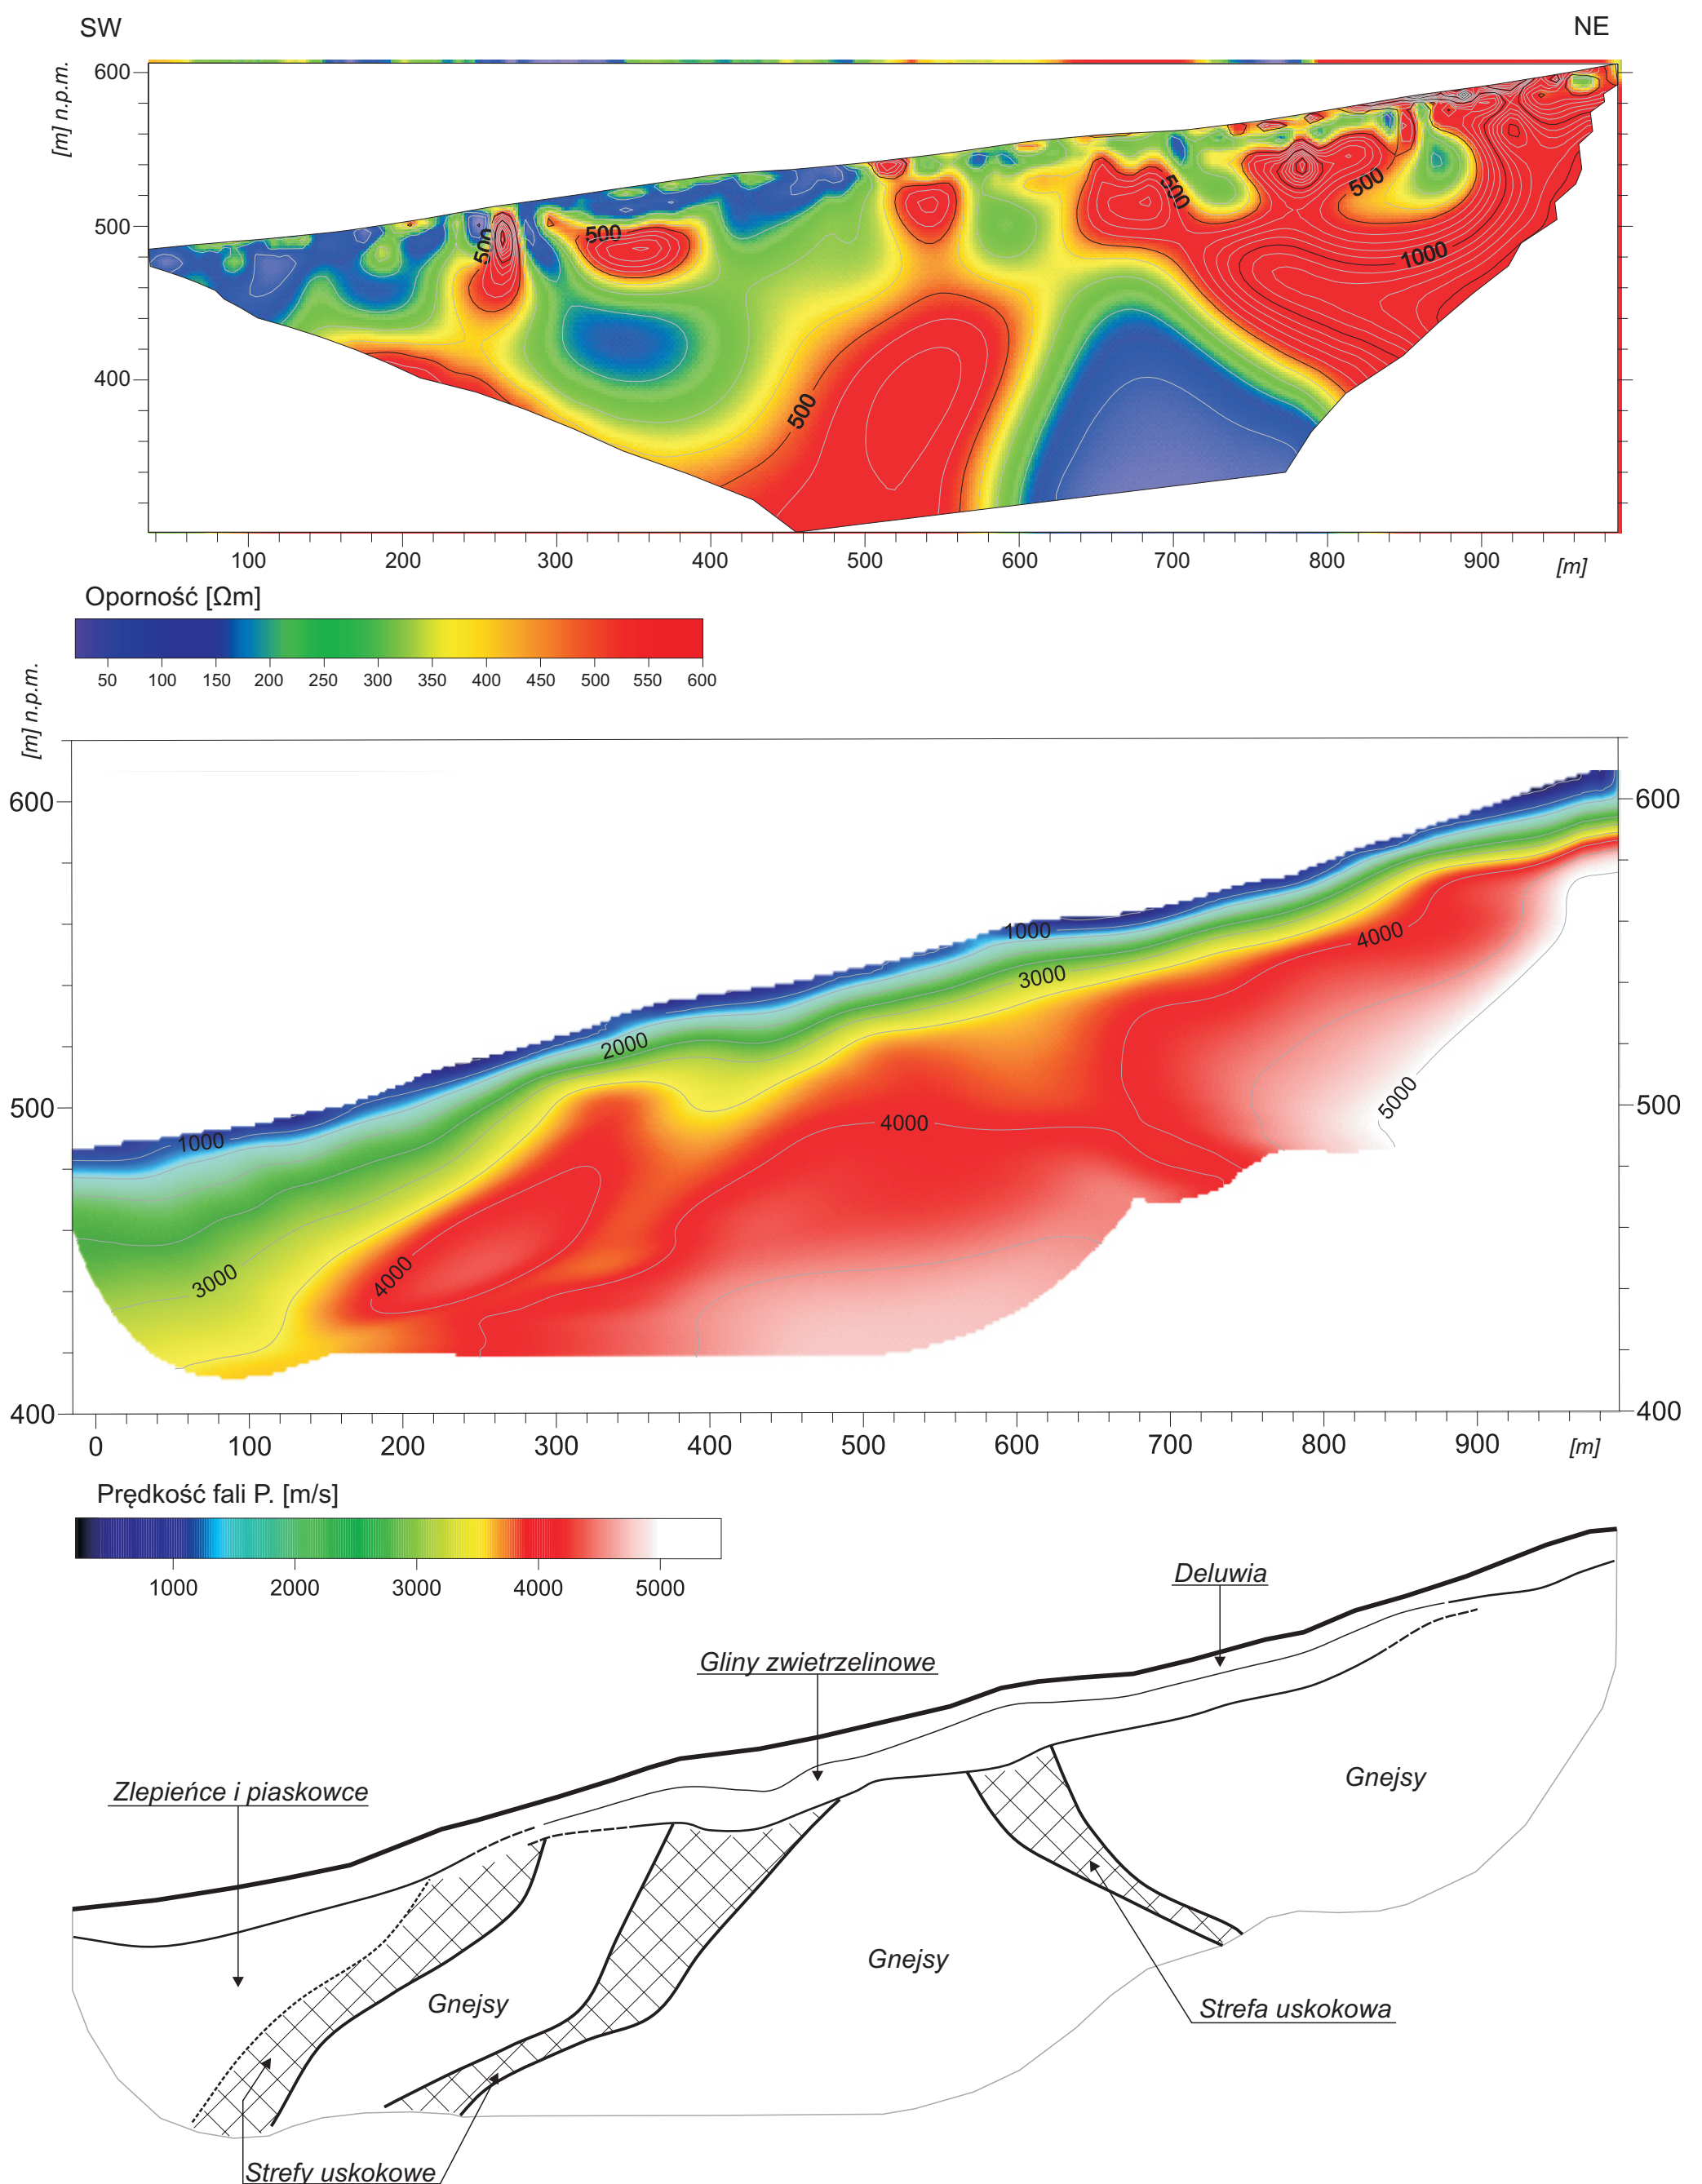 SW
NE
[m] n.p.m.
600
500
400
500
500
500
500
500
1000
100 200 300 400 500 600 700 800 900 [m]
Oporność [Ωm]
50 100 150 200 250 300 350 400 450 500 550 600
[m] n.p.m.
600
500
400
600
500
400
1000
2000
3000
4000
1000
3000
4000
4000
5000
0 100 200 300 400 500 600 700 800 900 [m]
Prędkość fali P. [m/s]
1000 2000 3000 4000 5000
Deluwia
Gliny zwietrzelinowe
Zlepieńce i piaskowce
Gnejsy
Gnejsy
Gnejsy
Strefa uskokowa
Strefy uskokowe